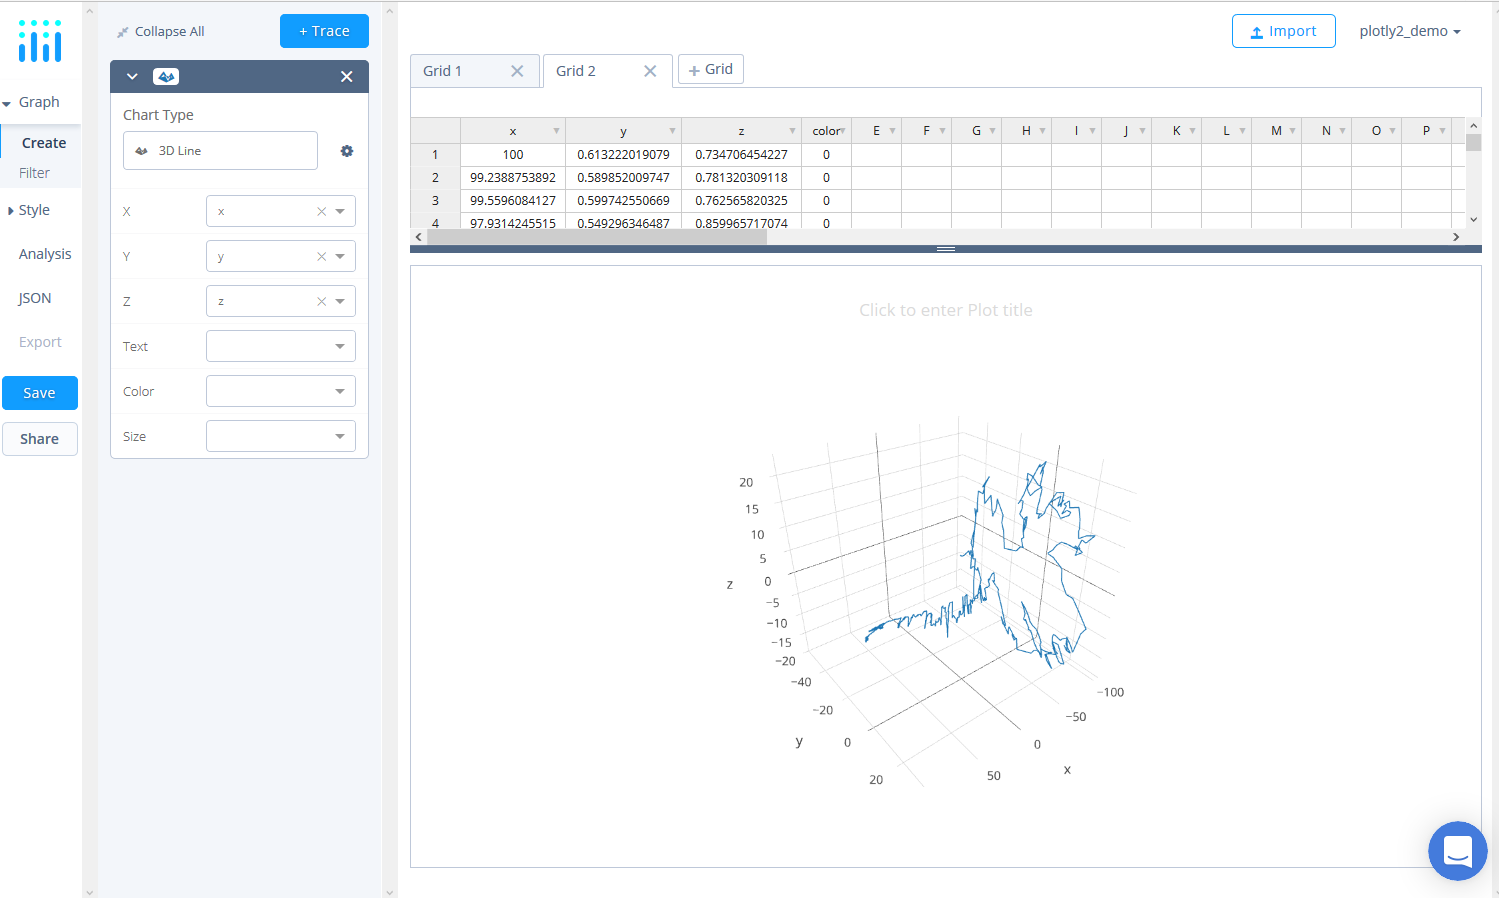 Collapse All
+ Trace
Import
plotly2_demo
Grid 1
Grid 2
+ Grid
Graph
Create
Filter
Style
Analysis
JSON
Export
Save
Share
Chart Type
3D Line
X x
Y y
Z z
Text
Color
Size
x y z color E F G H I J K L M N O P
1 100 0.613222019079 0.734706454227 0
2 99.2388753892 0.589852009747 0.781320309118 0
3 99.5596084127 0.599742550669 0.762565820325 0
4 97.9314245515 0.549296346487 0.859965717074 0
Click to enter Plot title
20
15
10
5
0
−5
−10
−15
−20
z
−40
−20
0
20
y
−100
−50
0
50
x